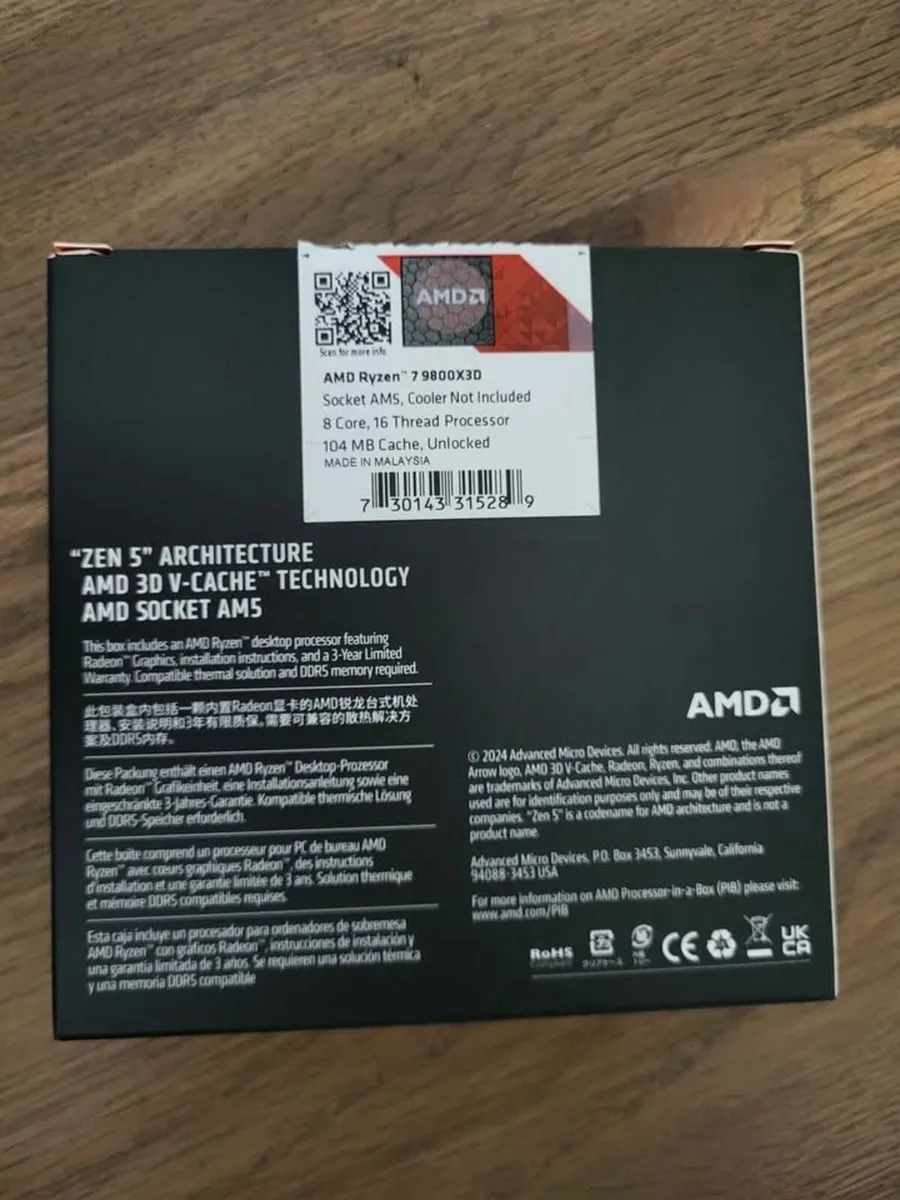 AMD
Scan for more info
AMD Ryzen™ 7 9800X3D
Socket AM5, Cooler Not Included
8 Core, 16 Thread Processor
104 MB Cache, Unlocked
MADE IN MALAYSIA
7 30143 31528 9
“ZEN 5” ARCHITECTURE
AMD 3D V-CACHE™ TECHNOLOGY
AMD SOCKET AM5
This box includes an AMD Ryzen™ desktop processor featuring
Radeon™ Graphics, installation instructions, and a 3-Year Limited
Warranty. Compatible thermal solution and DDR5 memory required.
此包装盒内包括一颗内置Radeon显卡的AMD锐龙台式机处
理器、安装说明和3年有限质保。需要可兼容的散热解决方
案及DDR5内存。
Diese Packung enthält einen AMD Ryzen™ Desktop-Prozessor
mit Radeon™ Grafikeinheit, eine Installationsanleitung sowie eine
eingeschränkte 3-Jahres-Garantie. Kompatible thermische Lösung
und DDR5-Speicher erforderlich.
Cette boîte comprend un processeur pour PC de bureau AMD
Ryzen™ avec cœurs graphiques Radeon™, des instructions
d'installation et une garantie limitée de 3 ans. Solution thermique
et mémoire DDR5 compatibles requises.
Esta caja incluye un procesador para ordenadores de sobremesa
AMD Ryzen™ con gráficos Radeon™, instrucciones de instalación y
una garantía limitada de 3 años. Se requieren una solución térmica
y una memoria DDR5 compatible
AMD
© 2024 Advanced Micro Devices. All rights reserved. AMD, the AMD
Arrow logo, AMD 3D V-Cache, Radeon, Ryzen, and combinations thereof
are trademarks of Advanced Micro Devices, Inc. Other product names
used are for identification purposes only and may be of their respective
companies. "Zen 5" is a codename for AMD architecture and is not a
product name.
Advanced Micro Devices, P.O. Box 3453, Sunnyvale, California
94088-3453 USA
For more information on AMD Processor-in-a-Box (PIB) please visit:
www.amd.com/PIB
RoHS
Compliant
CE
UK
CA